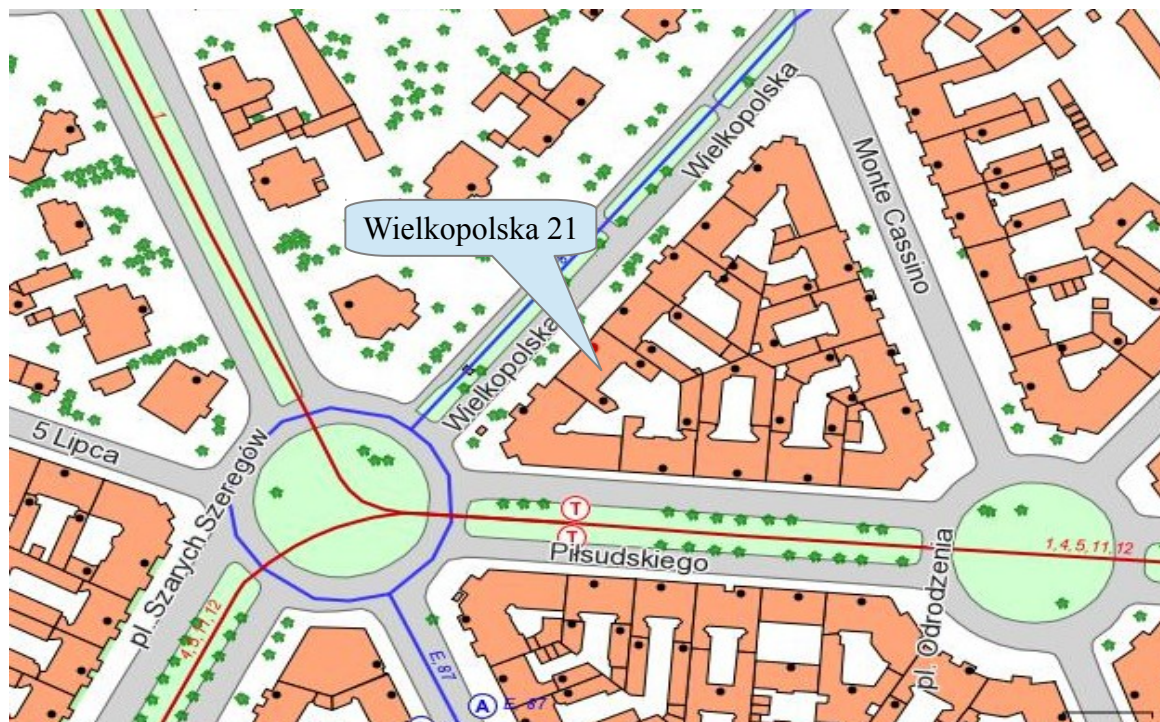 1
Wielkopolska
Monte Cassino
Wielkopolska 21
Wielkopolska
5 Lipca
pl. Szarych Szeregów
T
T
Piłsudskiego
1, 4, 5, 11, 12
pl. Odrodzenia
4, 5, 11, 12
E, 87
A
E, 87